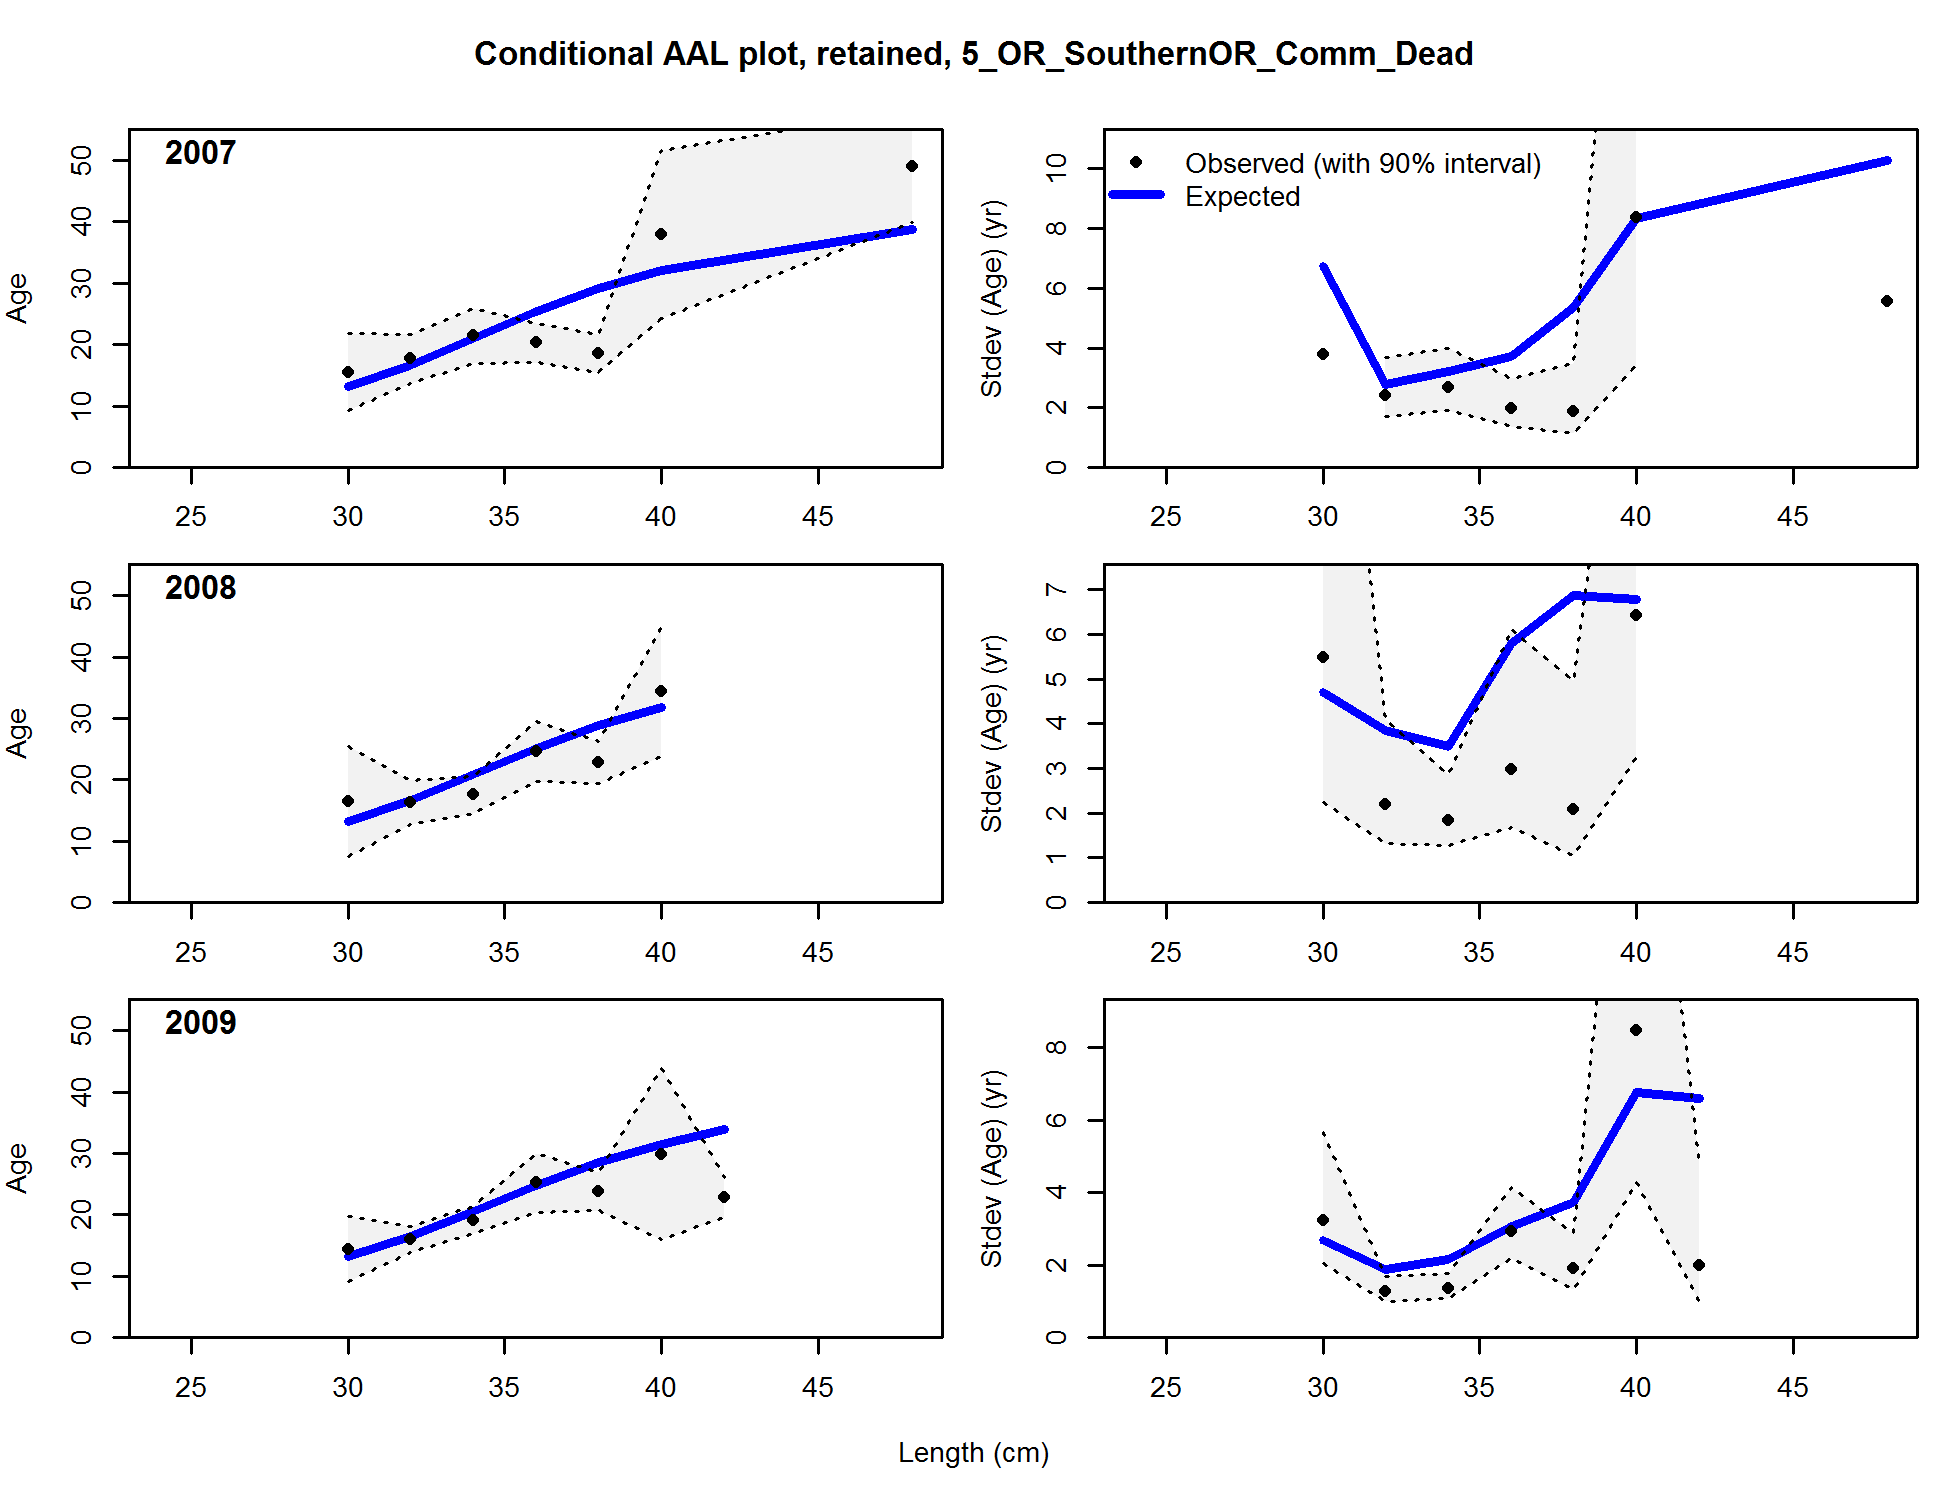 Conditional AAL plot, retained, 5_OR_SouthernOR_Comm_Dead
2007
Age
0 10 20 30 40 50
25 30 35 40 45
Observed (with 90% interval)
Expected
Stdev (Age) (yr)
0 2 4 6 8 10
25 30 35 40 45
2008
Age
0 10 20 30 40 50
25 30 35 40 45
Stdev (Age) (yr)
0 1 2 3 4 5 6 7
25 30 35 40 45
2009
Age
0 10 20 30 40 50
25 30 35 40 45
Stdev (Age) (yr)
0 2 4 6 8
25 30 35 40 45
Length (cm)